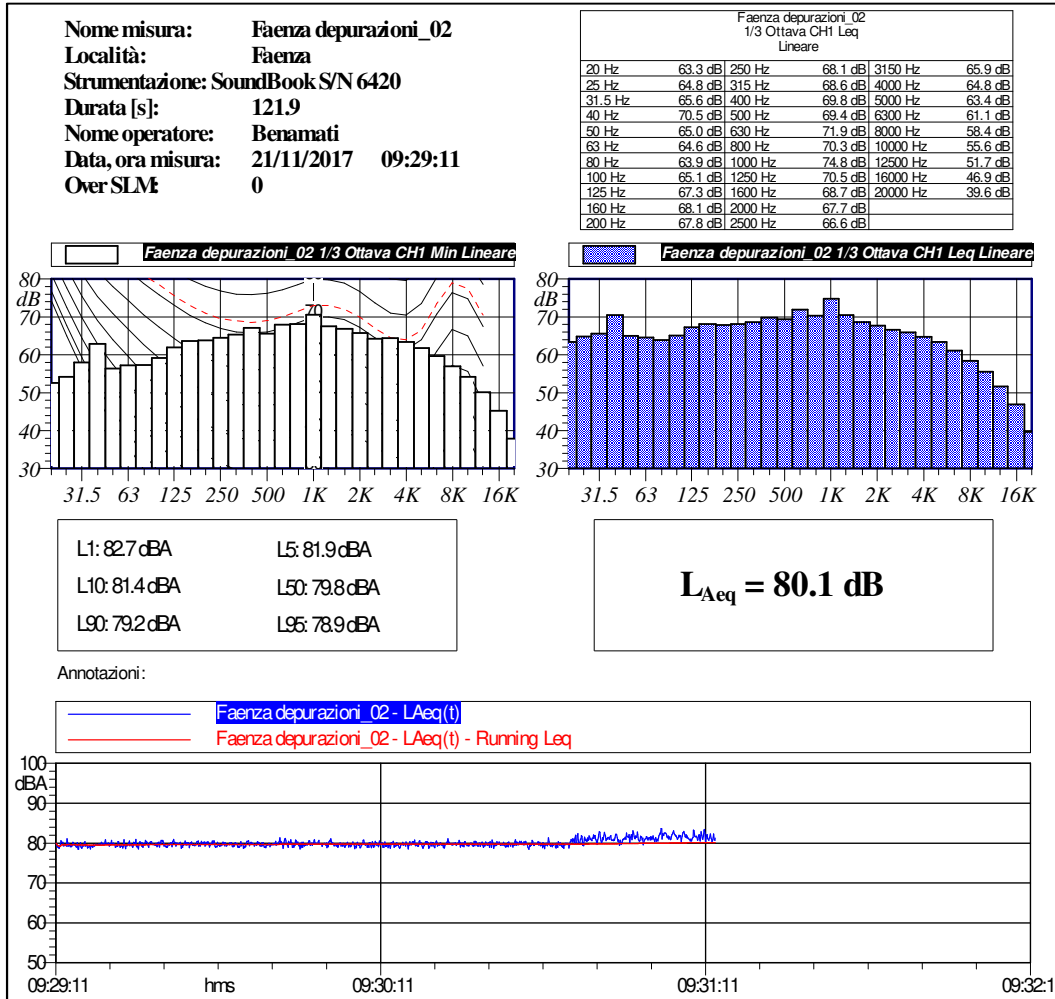 Nome misura: Faenza depurazioni_02
Località: Faenza
Strumentazione: SoundBook S/N 6420
Durata [s]: 121.9
Nome operatore: Benamati
Data, ora misura: 21/11/2017 09:29:11
Over SLM: 0
Faenza depurazioni_02
1/3 Ottava CH1 Leq
Lineare
20 Hz 63.3 dB 250 Hz 68.1 dB 3150 Hz 65.9 dB
25 Hz 64.8 dB 315 Hz 68.6 dB 4000 Hz 64.8 dB
31.5 Hz 65.6 dB 400 Hz 69.8 dB 5000 Hz 63.4 dB
40 Hz 70.5 dB 500 Hz 69.4 dB 6300 Hz 61.1 dB
50 Hz 65.0 dB 630 Hz 71.9 dB 8000 Hz 58.4 dB
63 Hz 64.6 dB 800 Hz 70.3 dB 10000 Hz 55.6 dB
80 Hz 63.9 dB 1000 Hz 74.8 dB 12500 Hz 51.7 dB
100 Hz 65.1 dB 1250 Hz 70.5 dB 16000 Hz 46.9 dB
125 Hz 67.3 dB 1600 Hz 68.7 dB 20000 Hz 39.6 dB
160 Hz 68.1 dB 2000 Hz 67.7 dB
200 Hz 67.8 dB 2500 Hz 66.6 dB
Faenza depurazioni_02 1/3 Ottava CH1 Min Lineare
80
dB
70
60
50
40
30
70
31.5 63 125 250 500 1K 2K 4K 8K 16K
Faenza depurazioni_02 1/3 Ottava CH1 Leq Lineare
80
dB
70
60
50
40
30
31.5 63 125 250 500 1K 2K 4K 8K 16K
L1: 82.7 dBA L5: 81.9 dBA
L10: 81.4 dBA L50: 79.8 dBA
L90: 79.2 dBA L95: 78.9 dBA
LAeq = 80.1 dB
Annotazioni:
Faenza depurazioni_02 - LAeq(t)
Faenza depurazioni_02 - LAeq(t) - Running Leq
100
dBA
90
80
70
60
50
09:29:11 hms 09:30:11 09:31:11 09:32:1